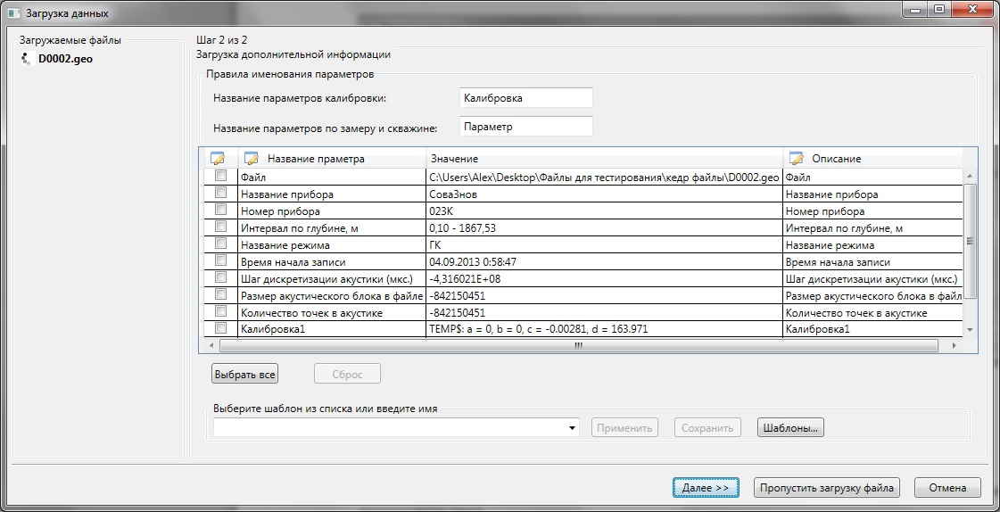 Загрузка данных
Загружаемые файлы
D0002.geo
Шаг 2 из 2
Загрузка дополнительной информации
Правила именования параметров
Название параметров калибровки: Калибровка
Название параметров по замеру и скважине: Параметр
Название праметра Значение Описание
Файл C:\Users\Alex\Desktop\Файлы для тестирования\кедр файлы\D0002.geo Файл
Название прибора Сова3нов Название прибора
Номер прибора 023К Номер прибора
Интервал по глубине, м 0,10 - 1867,53 Интервал по глубине, м
Название режима ГК Название режима
Время начала записи 04.09.2013 0:58:47 Время начала записи
Шаг дискретизации акустики (мкс.) -4,316021E+08 Шаг дискретизации акустики (мкс.)
Размер акустического блока в файле -842150451 Размер акустического блока в файл
Количество точек в акустике -842150451 Количество точек в акустике
Калибровка1 TEMP$: a = 0, b = 0, c = -0.00281, d = 163.971 Калибровка1
Выбрать все Сброс
Выберите шаблон из списка или введите имя
Применить Сохранить Шаблоны...
Далее >> Пропустить загрузку файла Отмена